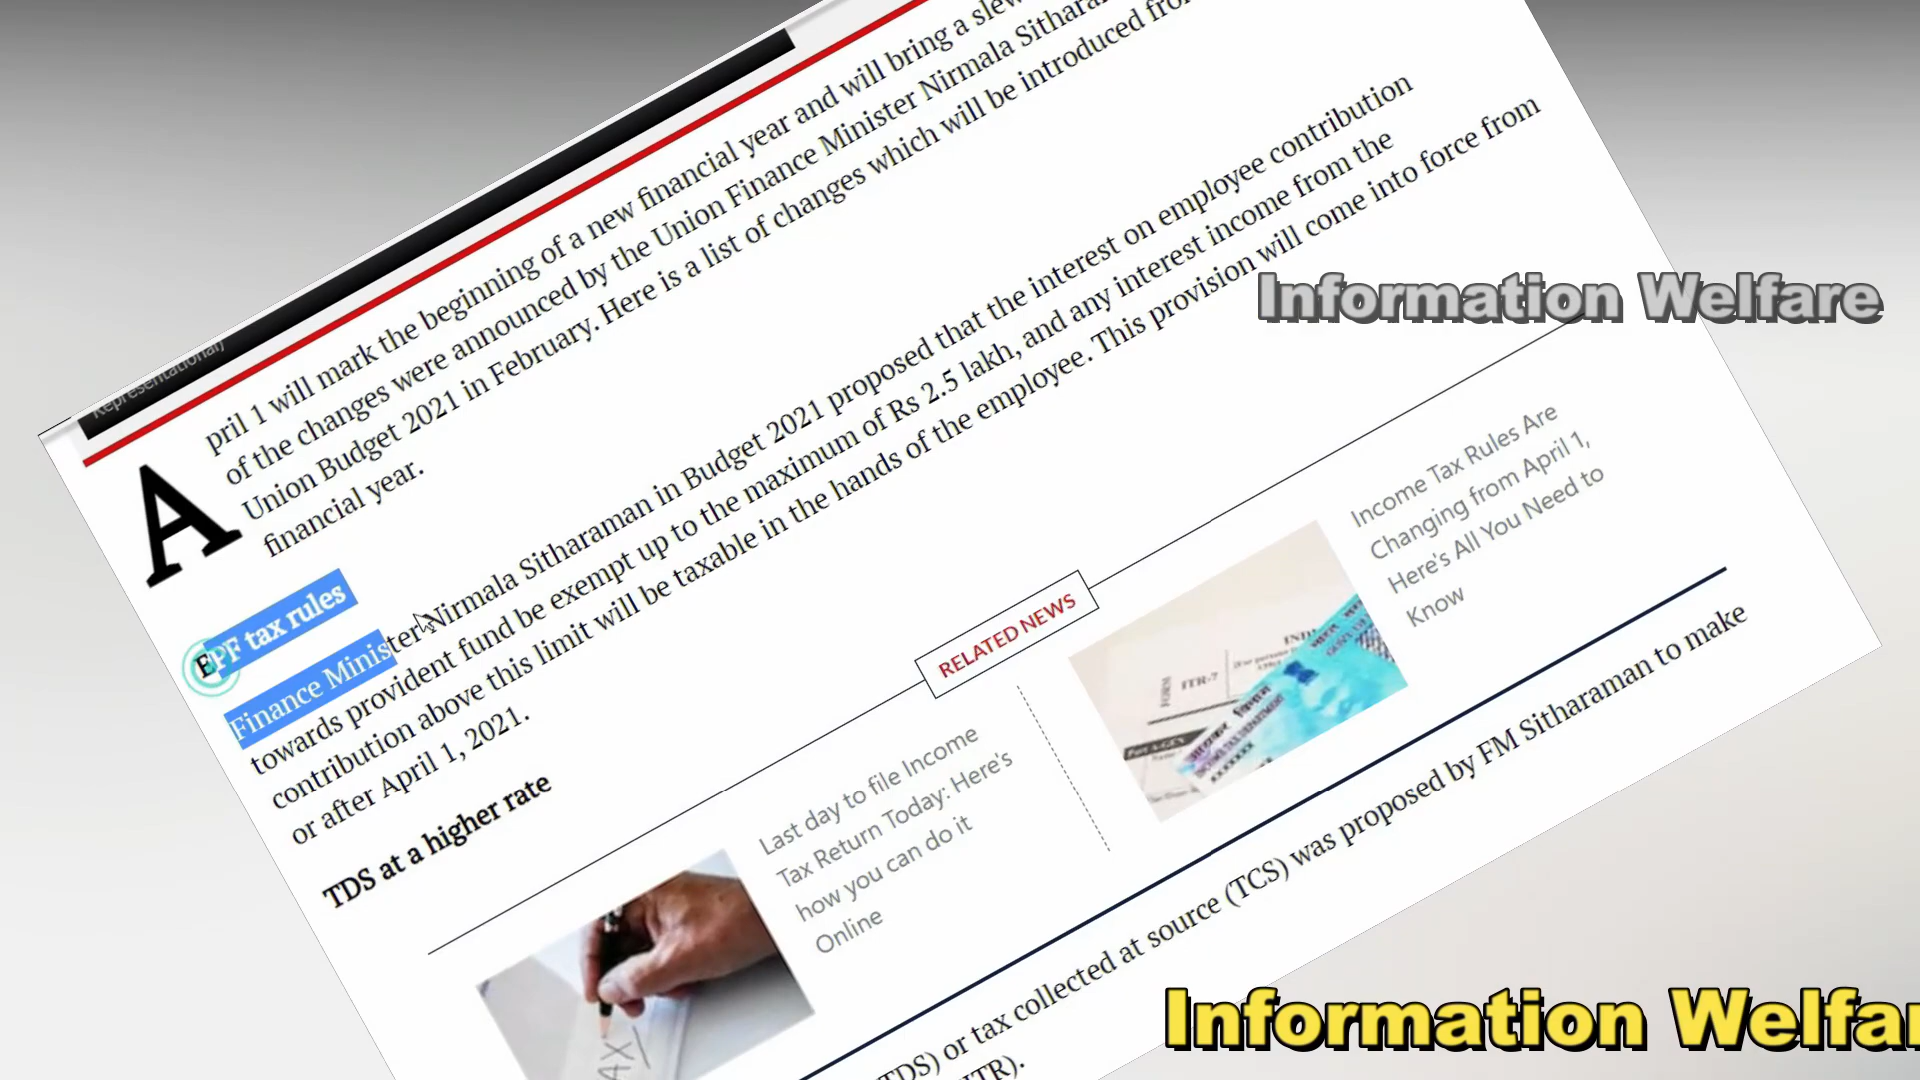 Representational)
April 1 will mark the beginning of a new financial year and will bring a slew
of the changes were announced by the Union Finance Minister Nirmala
Union Budget 2021 in February. Here is a list of changes which will be introduced
financial year.
EPF tax rules
Finance Minister Nirmala Sitharaman in Budget 2021 proposed that the interest on employee contribution
towards provident fund be exempt up to the maximum of Rs 2.5 lakh, and any interest income from the
contribution above this limit will be taxable in the hands of the employee. This provision will come into force from
or after April 1, 2021.
TDS at a higher rate
RELATED NEWS
Last day to file Income
Tax Return Today: Here's
how you can do it
Online
Income Tax Rules Are
Changing from April 1,
Here's All You Need to
Know
FORM
ITR-7
INCOME TAX DEPARTMENT
TAX
(TDS) or tax collected at source (TCS) was proposed by FM Sitharaman to make
Information Welfare
Information Welfar